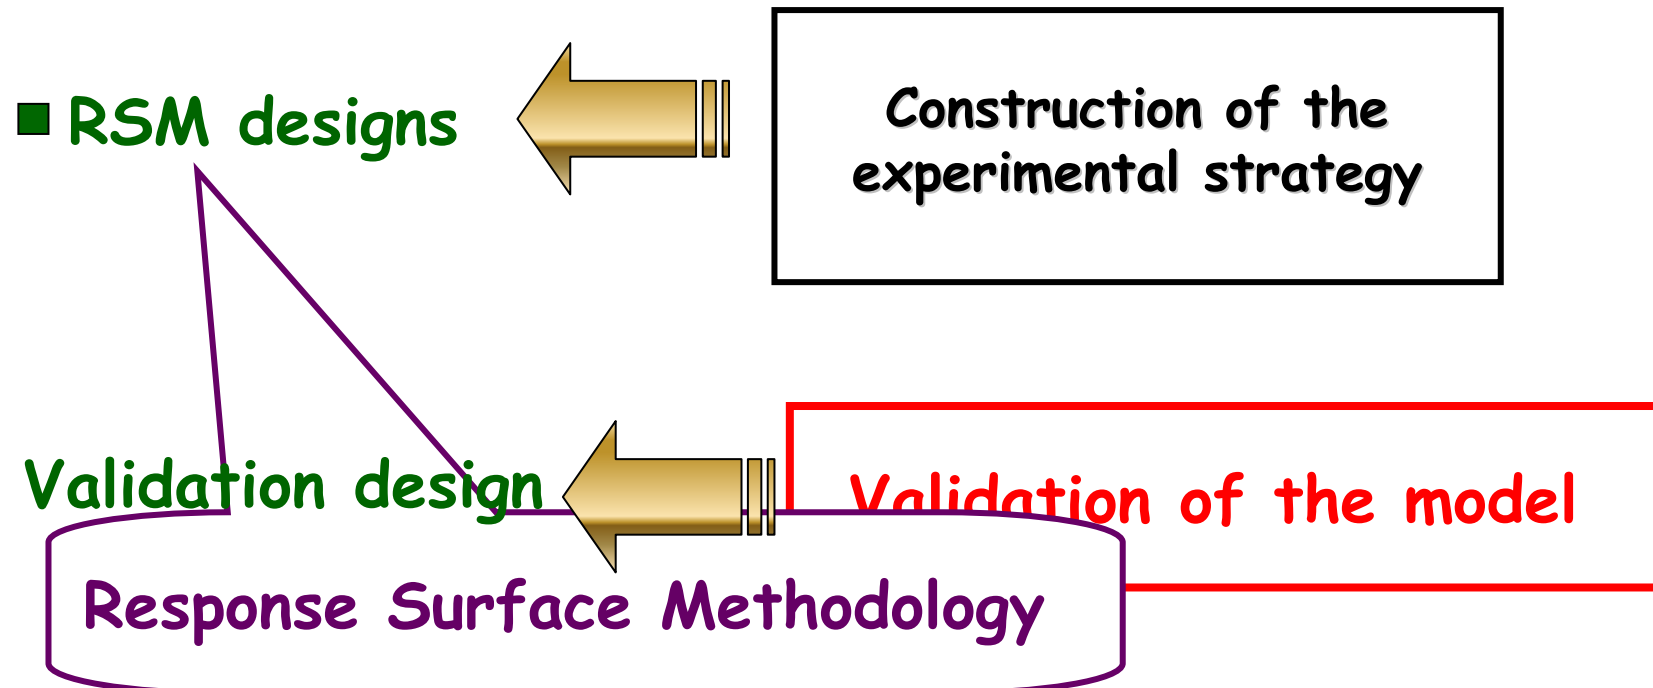 RSM designs
Construction of the
experimental strategy
Validation design
Validation of the model
Response Surface Methodology